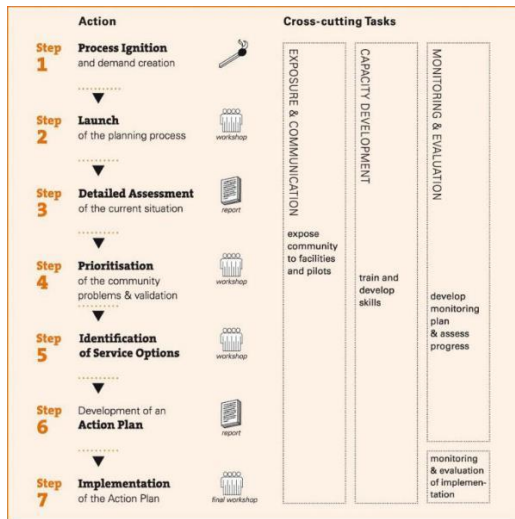 Action
Cross-cutting Tasks
Step
1
Process Ignition
and demand creation
Step
2
Launch
of the planning process
workshop
Step
3
Detailed Assessment
of the current situation
report
Step
4
Prioritisation
of the community
problems & validation
workshop
Step
5
Identification
of Service Options
workshop
Step
6
Development of an
Action Plan
report
Step
7
Implementation
of the Action Plan
final workshop
EXPOSURE & COMMUNICATION
expose
community
to facilities
and pilots
CAPACITY DEVELOPMENT
train and
develop
skills
MONITORING & EVALUATION
develop
monitoring
plan
& assess
progress
monitoring
& evaluation
of implemen-
tation